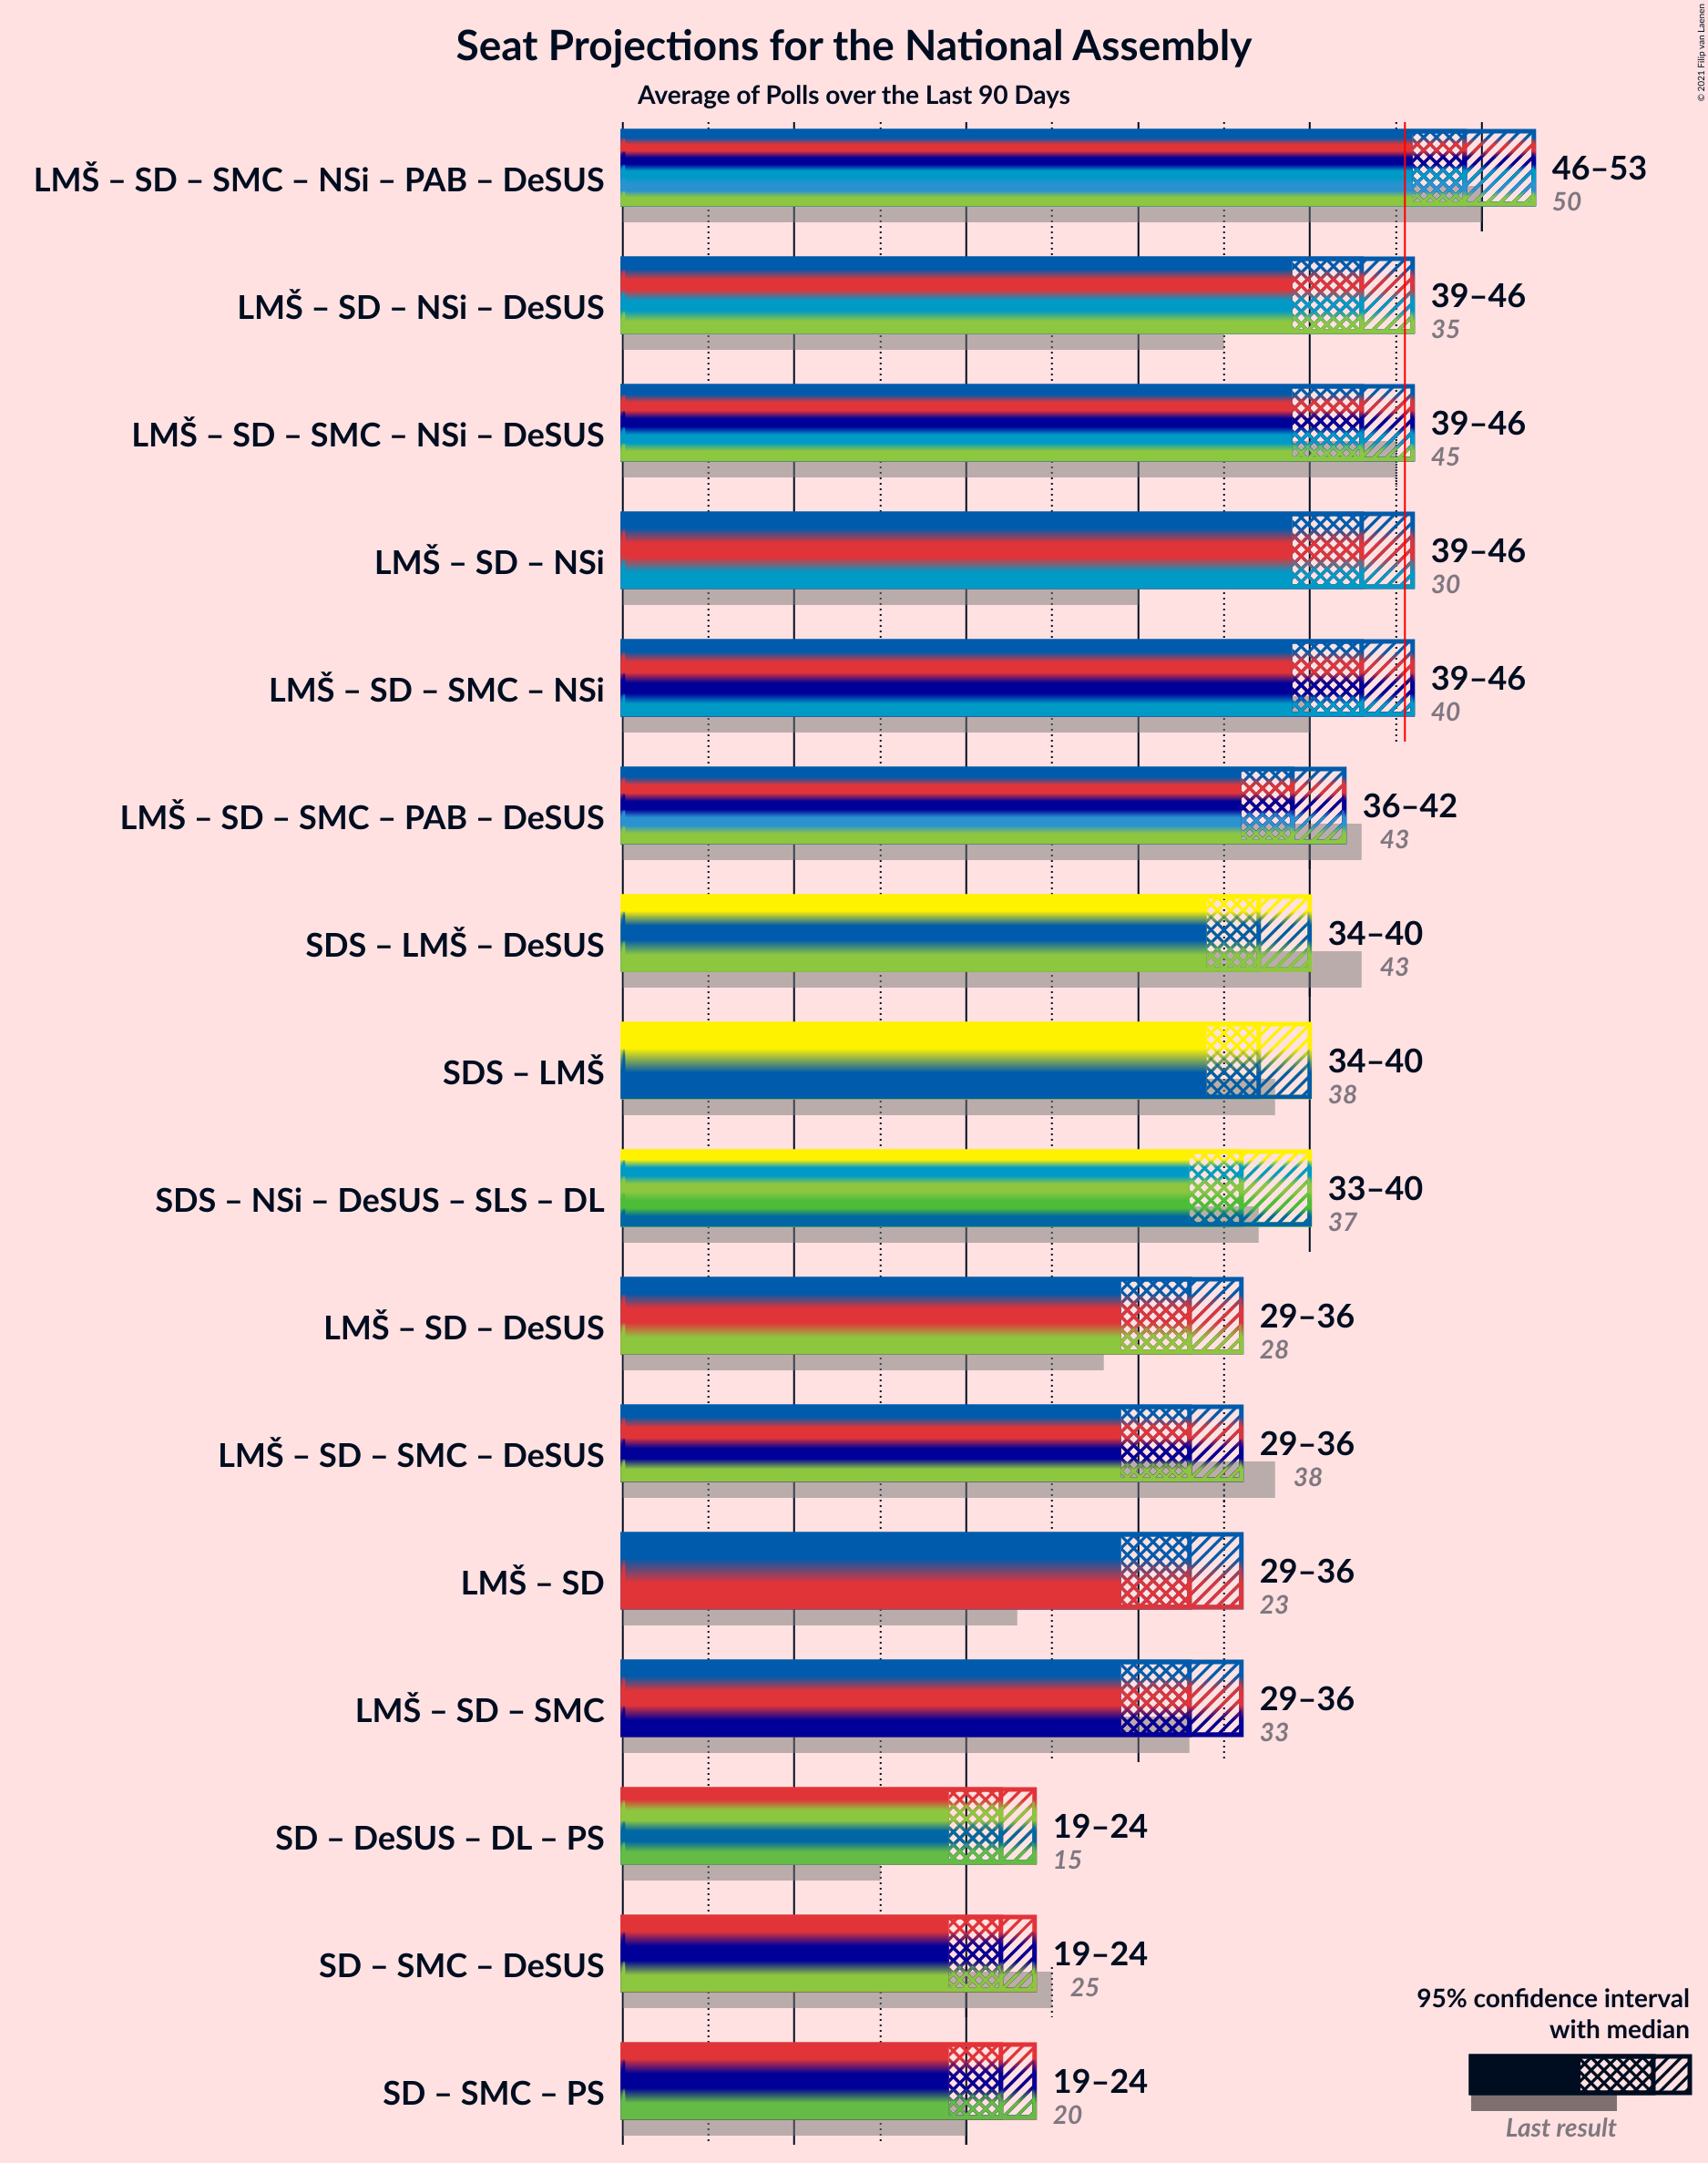 Seat Projections for the National Assembly
Average of Polls over the Last 90 Days
© 2021 Filip van Laenen
LMŠ – SD – SMC – NSi – PAB – DeSUS
46–53
50
LMŠ – SD – NSi – DeSUS
39–46
35
LMŠ – SD – SMC – NSi – DeSUS
39–46
45
LMŠ – SD – NSi
39–46
30
LMŠ – SD – SMC – NSi
39–46
40
LMŠ – SD – SMC – PAB – DeSUS
36–42
43
SDS – LMŠ – DeSUS
34–40
43
SDS – LMŠ
34–40
38
SDS – NSi – DeSUS – SLS – DL
33–40
37
LMŠ – SD – DeSUS
29–36
28
LMŠ – SD – SMC – DeSUS
29–36
38
LMŠ – SD
29–36
23
LMŠ – SD – SMC
29–36
33
SD – DeSUS – DL – PS
19–24
15
SD – SMC – DeSUS
19–24
25
SD – SMC – PS
19–24
20
95% confidence interval
with median
Last result